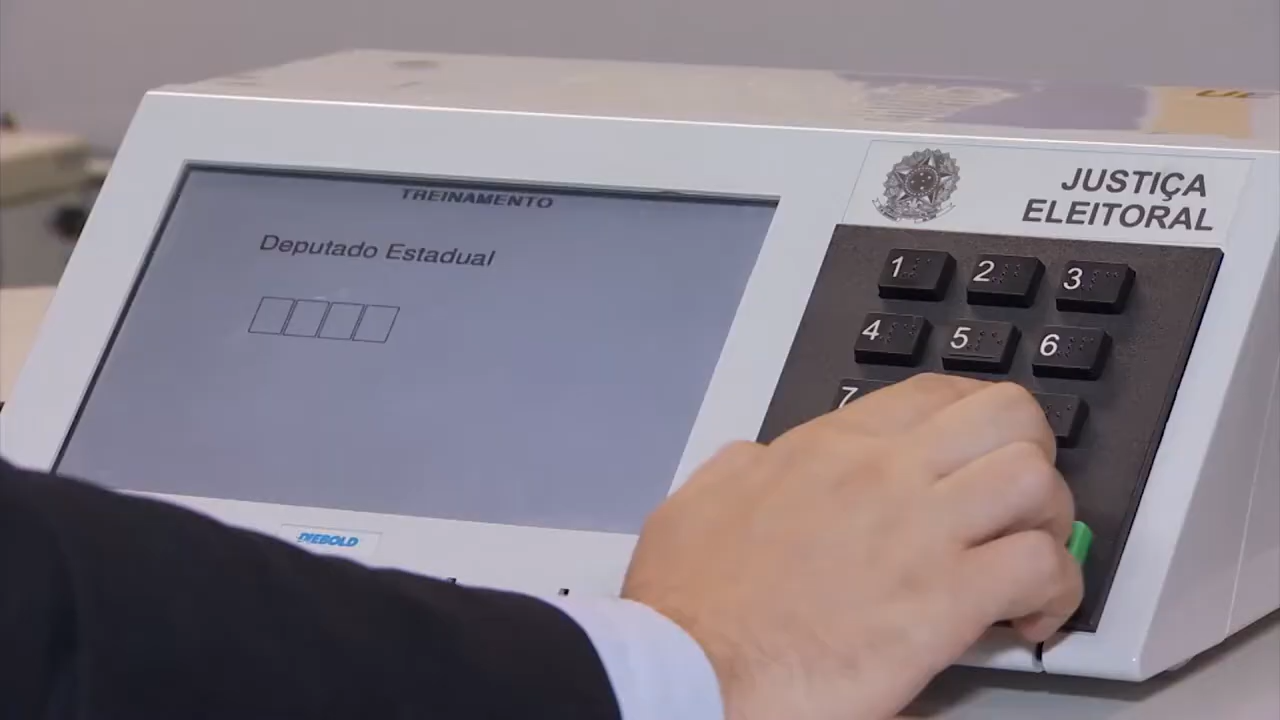 TREINAMENTO
Deputado Estadual
JUSTIÇA
ELEITORAL
1 2 3
4 5 6
7
DIEBOLD